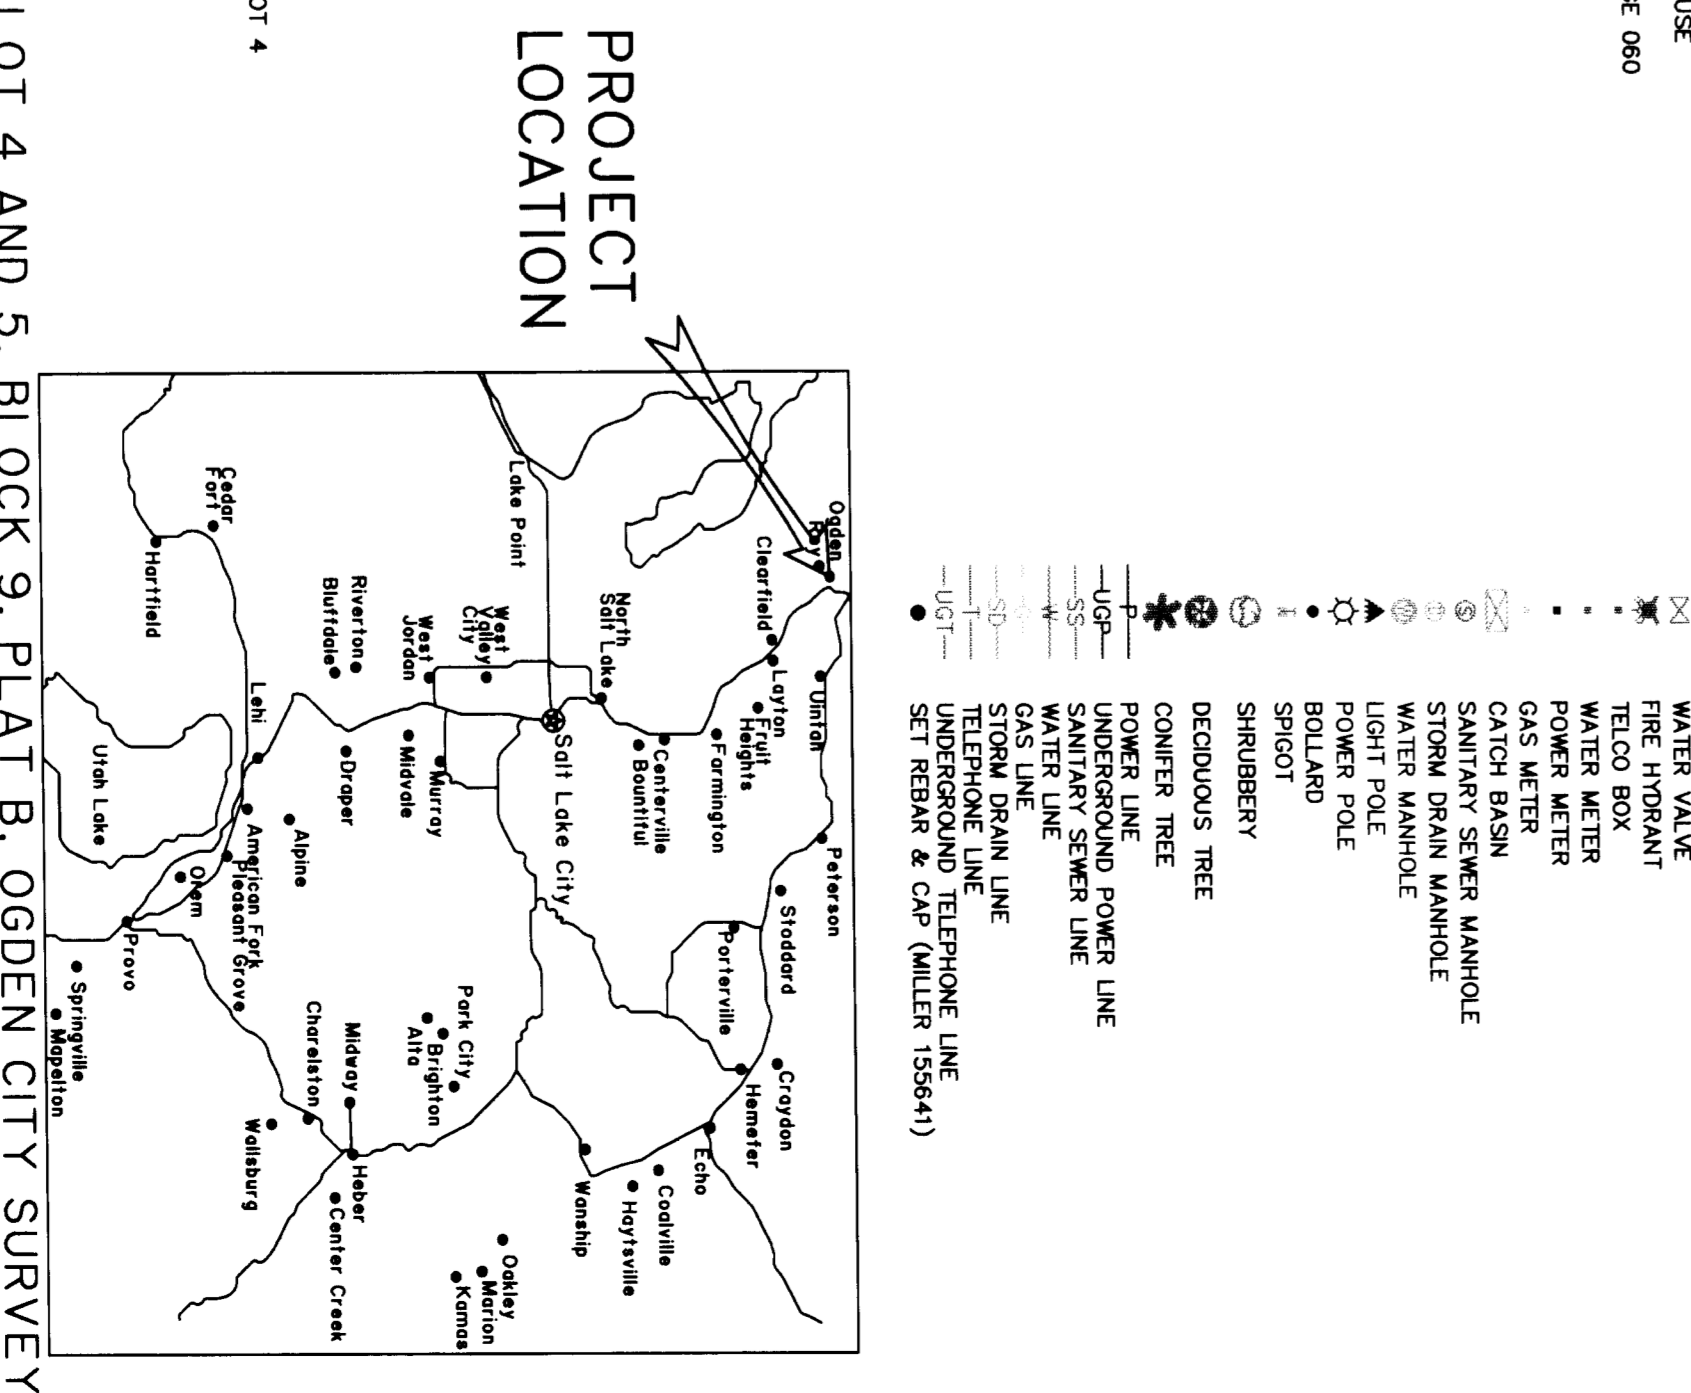 USE
GE 060
WATER VALVE
FIRE HYDRANT
TELCO BOX
WATER METER
POWER METER
GAS METER
CATCH BASIN
SANITARY SEWER MANHOLE
STORM DRAIN MANHOLE
WATER MANHOLE
LIGHT POLE
POWER POLE
BOLLARD
SPIGOT
SHRUBBERY
DECIDUOUS TREE
CONIFER TREE
P POWER LINE
UGP UNDERGROUND POWER LINE
SS SANITARY SEWER LINE
W WATER LINE
GAS LINE
SD STORM DRAIN LINE
T TELEPHONE LINE
UGT UNDERGROUND TELEPHONE LINE
SET REBAR & CAP (MILLER 155641)
PROJECT
LOCATION
Ogden
Roy
Uintah
Peterson
Clearfield
Layton
Fruit
Heights
Stoddard
Croydon
Farmington
Porterville
Hemefer
Echo
Centerville
Bountiful
Coalville
Haytsville
North
Salt Lake
Wanship
Lake Point
Salt Lake City
West
Valley
City
Oakley
Marion
Kamas
Park City
Brighton
Alta
West
Jordan
Murray
Midvale
Riverton
Bluffdale
Draper
Midway
Heber
Center Creek
Charelston
Alpine
Wallsburg
Lehi
American Fork
Pleasant Grove
Orem
Cedar
Fort
Hartfield
Provo
Utah Lake
Springville
Mapelton
OT 4
LOT 4 AND 5, BLOCK 9, PLAT B, OGDEN CITY SURVEY